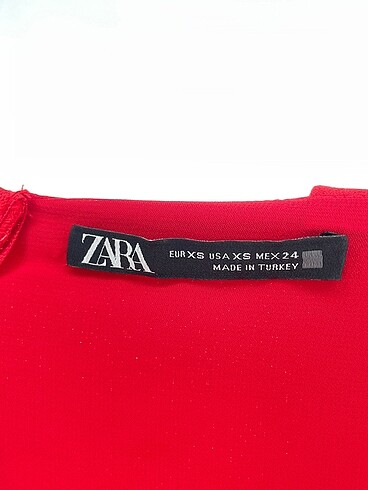 ZARA
EUR XS USA XS MEX 24
MADE IN TURKEY